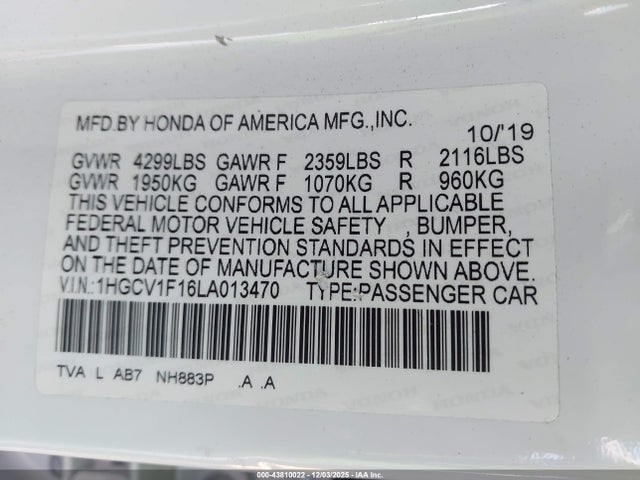 MFD.BY HONDA OF AMERICA MFG.,INC. 10/'19
GVWR 4299LBS GAWR F 2359LBS R 2116LBS
GVWR 1950KG GAWR F 1070KG R 960KG
THIS VEHICLE CONFORMS TO ALL APPLICABLE
FEDERAL MOTOR VEHICLE SAFETY , BUMPER,
AND THEFT PREVENTION STANDARDS IN EFFECT
ON THE DATE OF MANUFACTURE SHOWN ABOVE.
V.I.N.:1HGCV1F16LA013470 TYPE:PASSENGER CAR
TVA L AB7 NH883P .A .A
000-43810022 - 12/03/2025 - IAAI.com